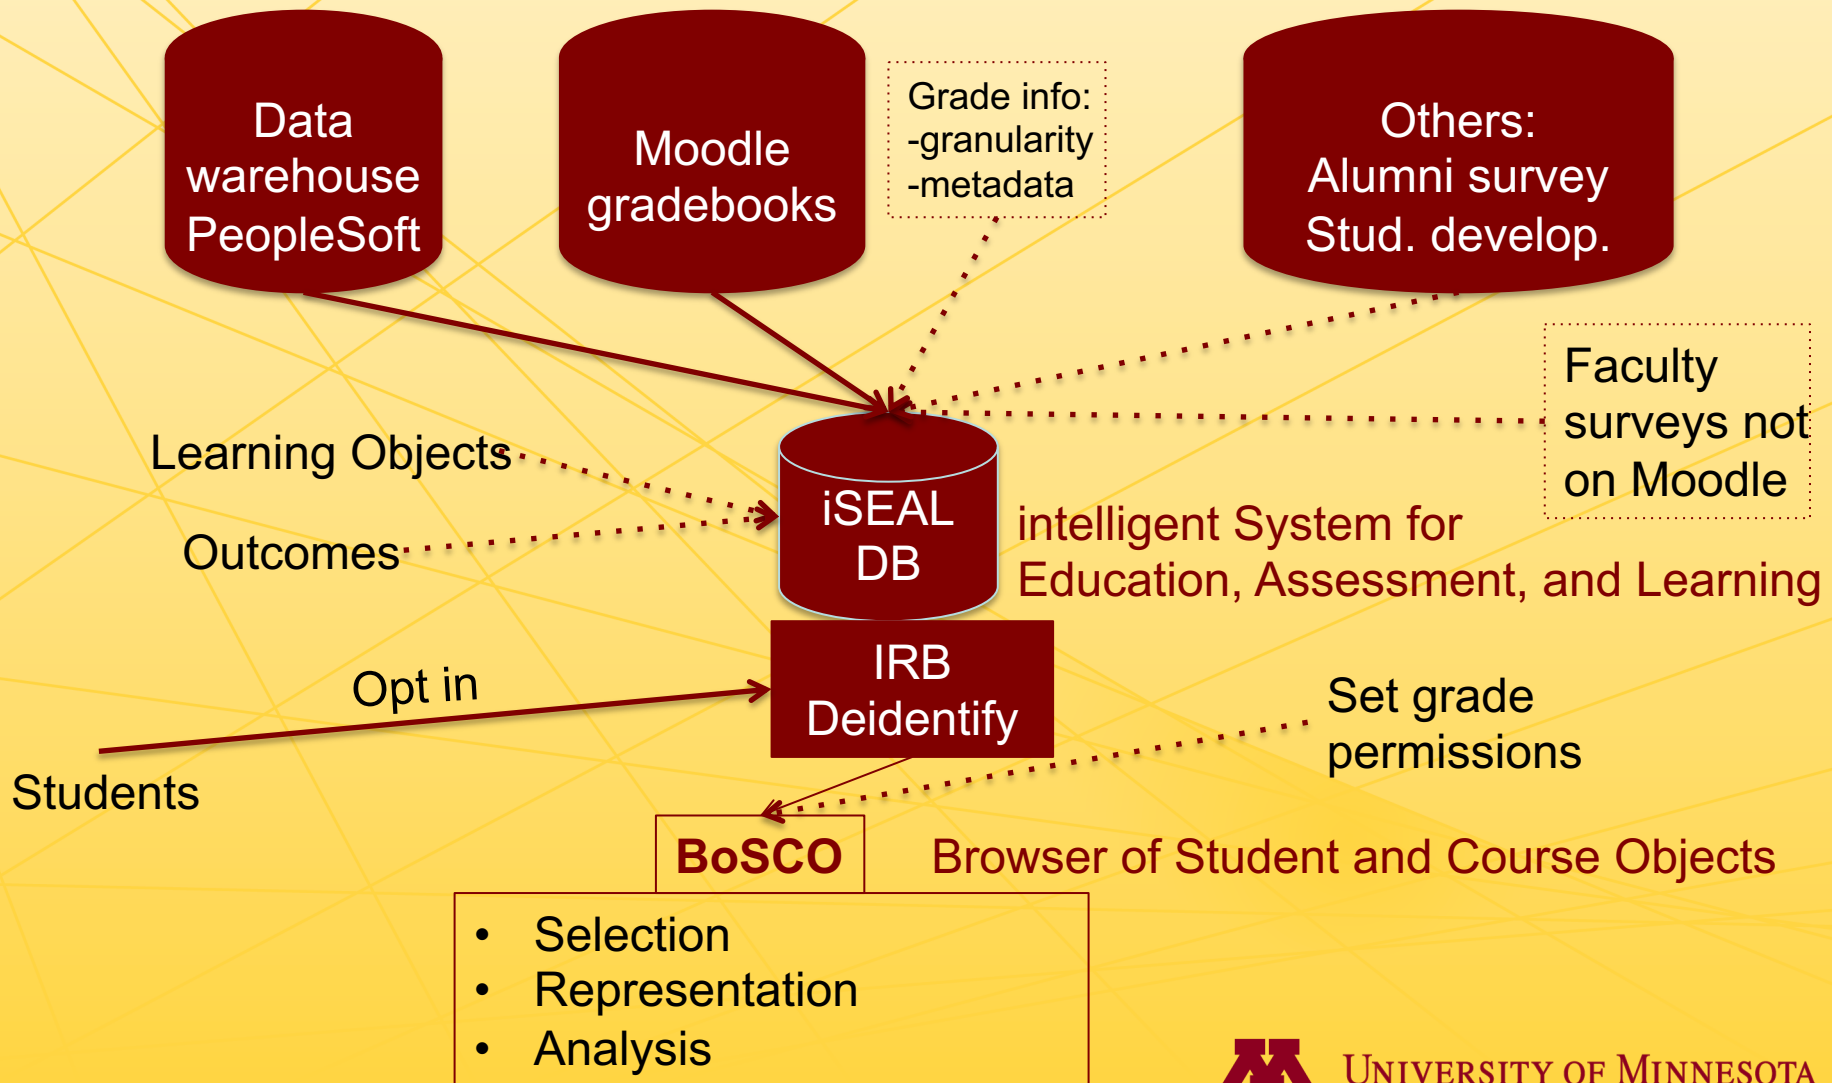 Data
warehouse
PeopleSoft
Moodle
gradebooks
Grade info:
-granularity
-metadata
Others:
Alumni survey
Stud. develop.
Faculty
surveys not
on Moodle
Learning Objects
Outcomes
iSEAL
DB
intelligent System for
Education, Assessment, and Learning
IRB
Deidentify
Opt in
Students
Set grade
permissions
BoSCO
Browser of Student and Course Objects
• Selection
• Representation
• Analysis
M
UNIVERSITY OF MINNESOTA